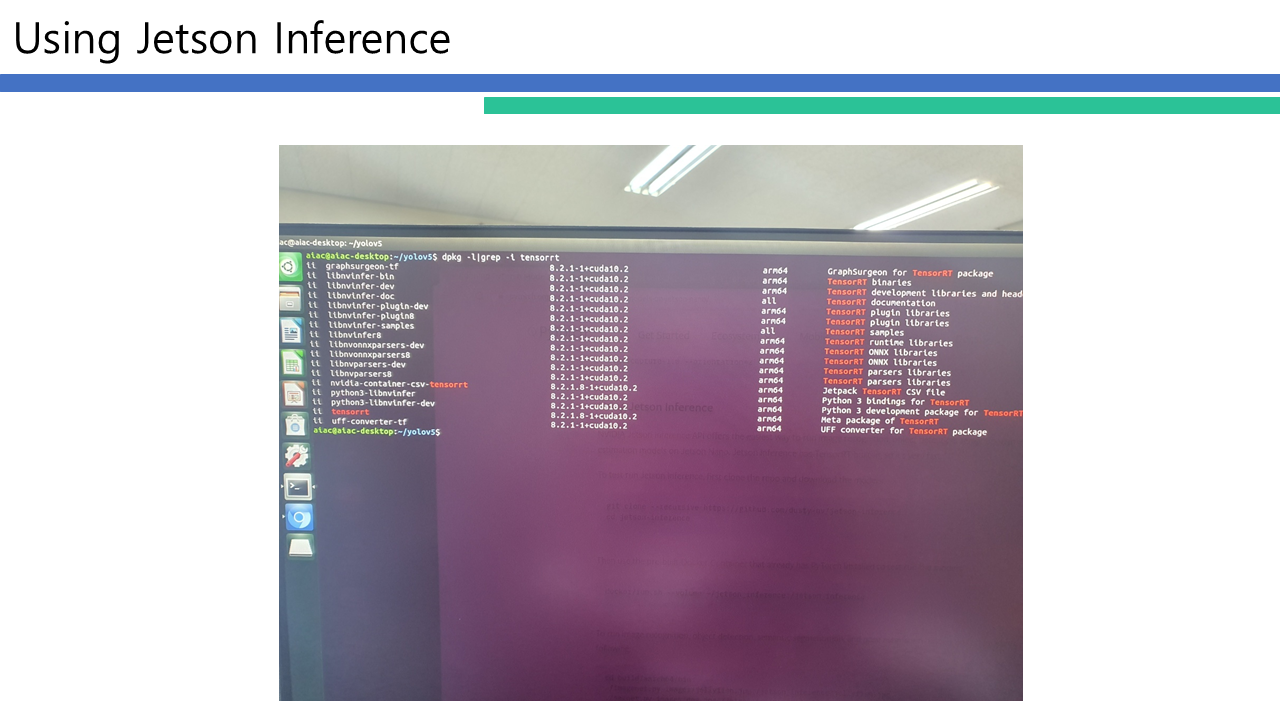 Using Jetson Inference
ac@aiac-desktop: ~/yolov5
aiac@aiac-desktop:~/yolov5$ dpkg -l|grep -i tensorrt
ii graphsurgeon-tf 8.2.1-1+cuda10.2 arm64 GraphSurgeon for TensorRT package
ii libnvinfer-bin 8.2.1-1+cuda10.2 arm64 TensorRT binaries
ii libnvinfer-dev 8.2.1-1+cuda10.2 arm64 TensorRT development libraries and head
ii libnvinfer-doc 8.2.1-1+cuda10.2 all TensorRT documentation
ii libnvinfer-plugin-dev 8.2.1-1+cuda10.2 arm64 TensorRT plugin libraries
ii libnvinfer-plugin8 8.2.1-1+cuda10.2 arm64 TensorRT plugin libraries
ii libnvinfer-samples 8.2.1-1+cuda10.2 all TensorRT samples
ii libnvinfer8 8.2.1-1+cuda10.2 arm64 TensorRT runtime libraries
ii libnvonnxparsers-dev 8.2.1-1+cuda10.2 arm64 TensorRT ONNX libraries
ii libnvonnxparsers8 8.2.1-1+cuda10.2 arm64 TensorRT ONNX libraries
ii libnvparsers-dev 8.2.1-1+cuda10.2 arm64 TensorRT parsers libraries
ii libnvparsers8 8.2.1-1+cuda10.2 arm64 TensorRT parsers libraries
ii nvidia-container-csv-tensorrt 8.2.1.8-1+cuda10.2 arm64 Jetpack TensorRT CSV file
ii python3-libnvinfer 8.2.1-1+cuda10.2 arm64 Python 3 bindings for TensorRT
ii python3-libnvinfer-dev 8.2.1-1+cuda10.2 arm64 Python 3 development package for TensorRT
ii tensorrt 8.2.1.8-1+cuda10.2 arm64 Meta package of TensorRT
ii uff-converter-tf 8.2.1-1+cuda10.2 arm64 UFF converter for TensorRT package
aiac@aiac-desktop:~/yolov5$
Jetson Inference